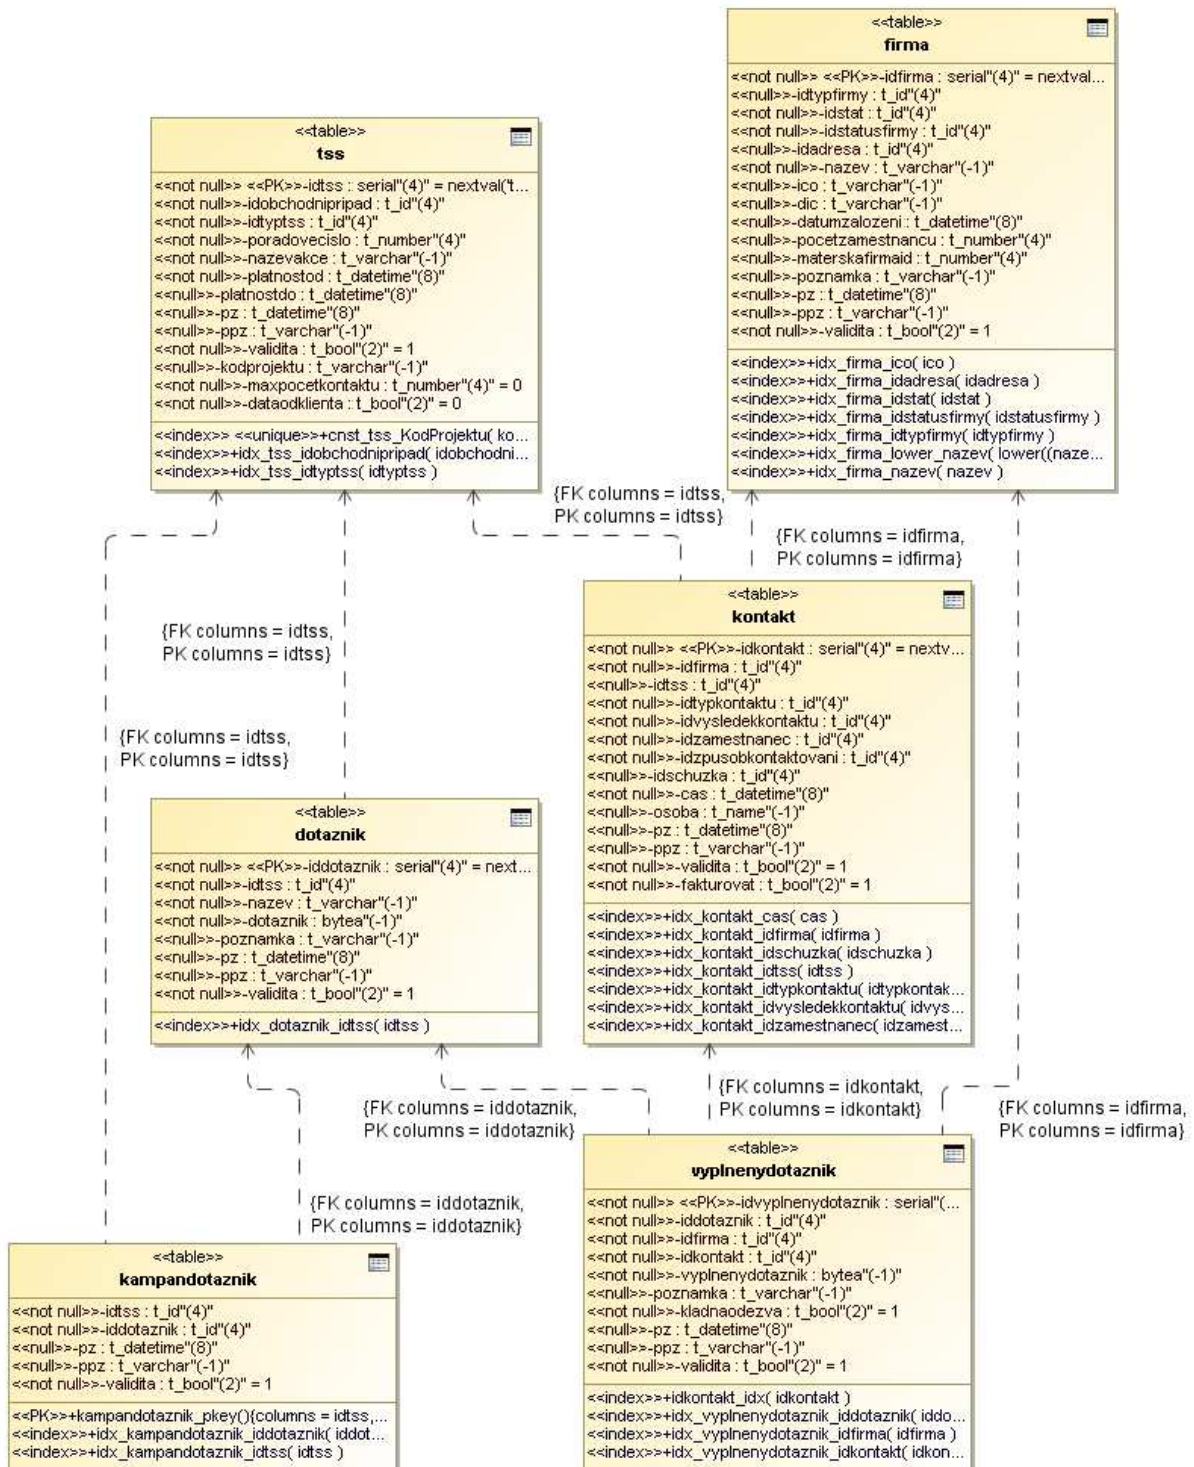 <<table>>
firma
<<not null>> <<PK>>-idfirma : serial"(4)" = nextval...
<<null>>-idtypfirmy : t_id"(4)"
<<not null>>-idstat : t_id"(4)"
<<not null>>-idstatusfirmy : t_id"(4)"
<<null>>-idadresa : t_id"(4)"
<<not null>>-nazev : t_varchar"(-1)"
<<null>>-ico : t_varchar"(-1)"
<<null>>-dic : t_varchar"(-1)"
<<null>>-datumzalozeni : t_datetime"(8)"
<<null>>-pocetzamestnancu : t_number"(4)"
<<null>>-materskafirmaid : t_number"(4)"
<<null>>-poznamka : t_varchar"(-1)"
<<null>>-pz : t_datetime"(8)"
<<null>>-ppz : t_varchar"(-1)"
<<not null>>-validita : t_bool"(2)" = 1
<<index>>+idx_firma_ico( ico )
<<index>>+idx_firma_idadresa( idadresa )
<<index>>+idx_firma_idstat( idstat )
<<index>>+idx_firma_idstatusfirmy( idstatusfirmy )
<<index>>+idx_firma_idtypfirmy( idtypfirmy )
<<index>>+idx_firma_lower_nazev( lower((naze...
<<index>>+idx_firma_nazev( nazev )
<<table>>
tss
<<not null>> <<PK>>-idtss : serial"(4)" = nextval('t...
<<not null>>-idobchodnipripad : t_id"(4)"
<<not null>>-idtyptss : t_id"(4)"
<<not null>>-poradovecislo : t_number"(4)"
<<not null>>-nazevakce : t_varchar"(-1)"
<<not null>>-platnostod : t_datetime"(8)"
<<null>>-platnostdo : t_datetime"(8)"
<<null>>-pz : t_datetime"(8)"
<<null>>-ppz : t_varchar"(-1)"
<<not null>>-validita : t_bool"(2)" = 1
<<null>>-kodprojektu : t_varchar"(-1)"
<<not null>>-maxpocetkontaktu : t_number"(4)" = 0
<<not null>>-dataodklienta : t_bool"(2)" = 0
<<index>> <<unique>>+cnst_tss_KodProjektu( ko...
<<index>>+idx_tss_idobchodnipripad( idobchodni...
<<index>>+idx_tss_idtyptss( idtyptss )
{FK columns = idtss,
PK columns = idtss}
{FK columns = idfirma,
PK columns = idfirma}
<<table>>
kontakt
<<not null>> <<PK>>-idkontakt : serial"(4)" = nextv...
<<not null>>-idfirma : t_id"(4)"
<<null>>-idtss : t_id"(4)"
<<not null>>-idtypkontaktu : t_id"(4)"
<<not null>>-idvysledekkontaktu : t_id"(4)"
<<not null>>-idzamestnanec : t_id"(4)"
<<not null>>-idzpusobkontaktovani : t_id"(4)"
<<null>>-idschuzka : t_id"(4)"
<<not null>>-cas : t_datetime"(8)"
<<null>>-osoba : t_name"(-1)"
<<null>>-pz : t_datetime"(8)"
<<null>>-ppz : t_varchar"(-1)"
<<not null>>-validita : t_bool"(2)" = 1
<<not null>>-fakturovat : t_bool"(2)" = 1
<<index>>+idx_kontakt_cas( cas )
<<index>>+idx_kontakt_idfirma( idfirma )
<<index>>+idx_kontakt_idschuzka( idschuzka )
<<index>>+idx_kontakt_idtss( idtss )
<<index>>+idx_kontakt_idtypkontaktu( idtypkontak...
<<index>>+idx_kontakt_idvysledekkontaktu( idvys...
<<index>>+idx_kontakt_idzamestnanec( idzamest...
{FK columns = idtss,
PK columns = idtss}
{FK columns = idtss,
PK columns = idtss}
<<table>>
dotaznik
<<not null>> <<PK>>-iddotaznik : serial"(4)" = next...
<<not null>>-idtss : t_id"(4)"
<<not null>>-nazev : t_varchar"(-1)"
<<not null>>-dotaznik : bytea"(-1)"
<<null>>-poznamka : t_varchar"(-1)"
<<null>>-pz : t_datetime"(8)"
<<null>>-ppz : t_varchar"(-1)"
<<not null>>-validita : t_bool"(2)" = 1
<<index>>+idx_dotaznik_idtss( idtss )
{FK columns = iddotaznik,
PK columns = iddotaznik}
{FK columns = idkontakt,
PK columns = idkontakt}
{FK columns = idfirma,
PK columns = idfirma}
{FK columns = iddotaznik,
PK columns = iddotaznik}
<<table>>
vyplnenydotaznik
<<not null>> <<PK>>-idvyplnenydotaznik : serial"(...
<<not null>>-iddotaznik : t_id"(4)"
<<not null>>-idfirma : t_id"(4)"
<<not null>>-idkontakt : t_id"(4)"
<<not null>>-vyplnenydotaznik : bytea"(-1)"
<<null>>-poznamka : t_varchar"(-1)"
<<not null>>-kladnaodezva : t_bool"(2)" = 1
<<null>>-pz : t_datetime"(8)"
<<null>>-ppz : t_varchar"(-1)"
<<not null>>-validita : t_bool"(2)" = 1
<<index>>+idkontakt_idx( idkontakt )
<<index>>+idx_vyplnenydotaznik_iddotaznik( iddo...
<<index>>+idx_vyplnenydotaznik_idfirma( idfirma )
<<index>>+idx_vyplnenydotaznik_idkontakt( idkon...
<<table>>
kampandotaznik
<<not null>>-idtss : t_id"(4)"
<<not null>>-iddotaznik : t_id"(4)"
<<null>>-pz : t_datetime"(8)"
<<null>>-ppz : t_varchar"(-1)"
<<not null>>-validita : t_bool"(2)" = 1
<<PK>>+kampandotaznik_pkey(){columns = idtss,...
<<index>>+idx_kampandotaznik_iddotaznik( iddot...
<<index>>+idx_kampandotaznik_idtss( idtss )